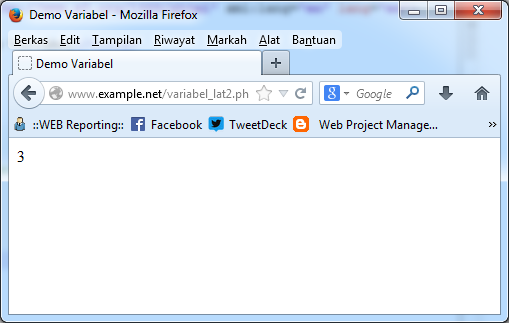 Demo Variabel - Mozilla Firefox
Berkas Edit Tampilan Riwayat Markah Alat Bantuan
Demo Variabel
www.example.net/variabel_lat2.ph Google
::WEB Reporting:: Facebook TweetDeck Web Project Manage... »
3